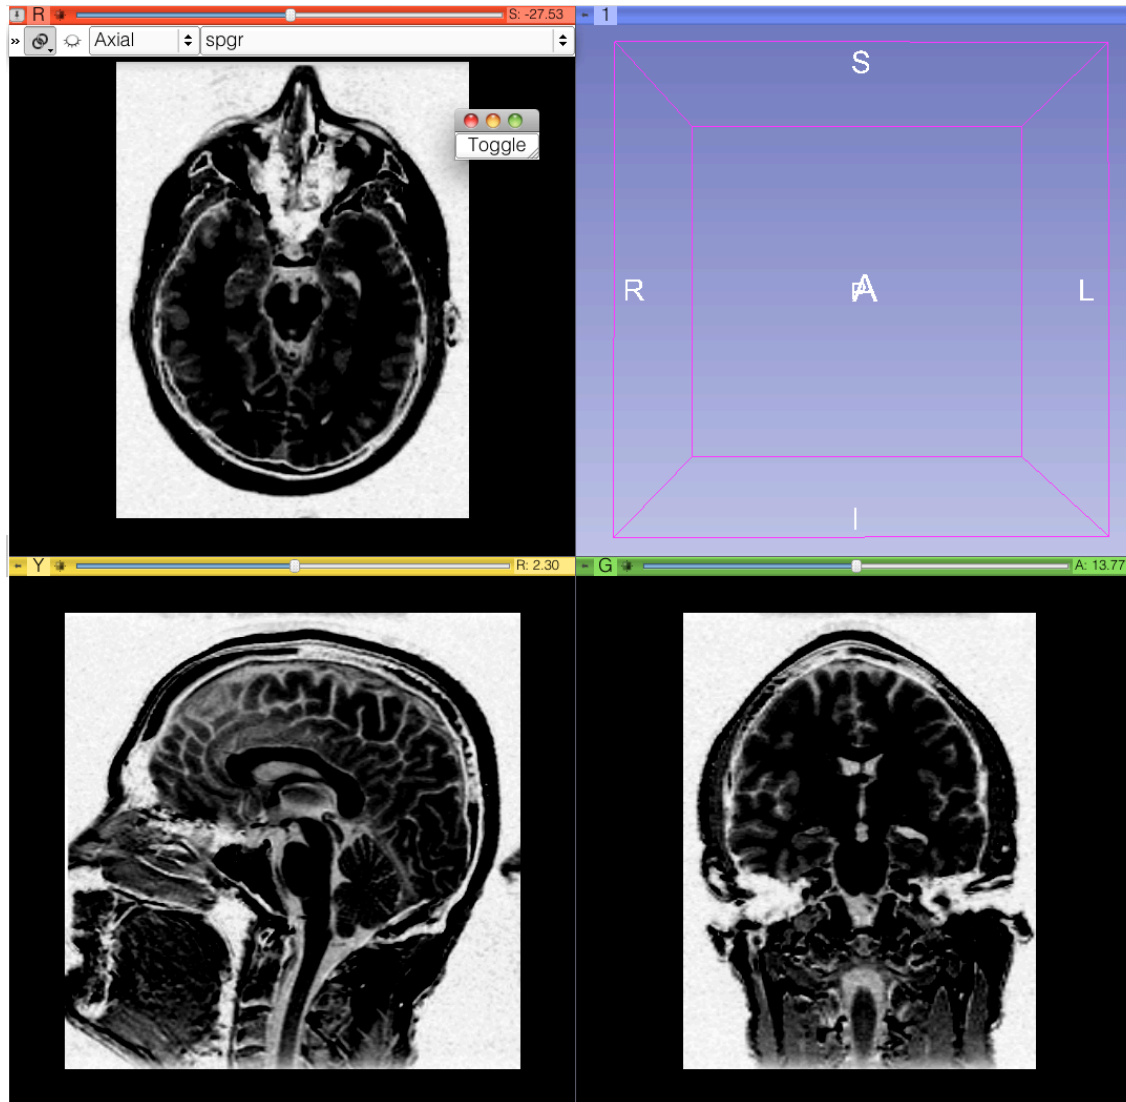 R S: -27.53
» Axial spgr
Toggle
1
S
R A L
P
I
Y R: 2.30
G A: 13.77